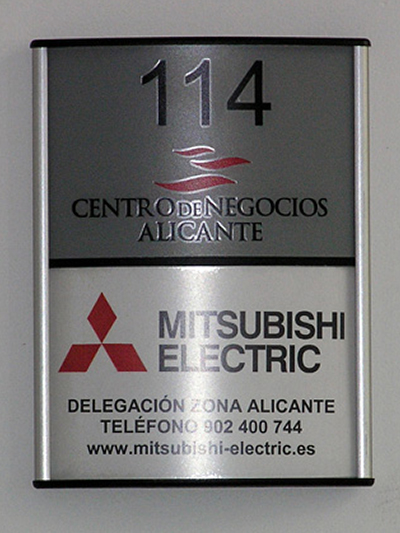 114
CENTRO DE NEGOCIOS
ALICANTE
MITSUBISHI
ELECTRIC
DELEGACIÓN ZONA ALICANTE
TELÉFONO 902 400 744
www.mitsubishi-electric.es